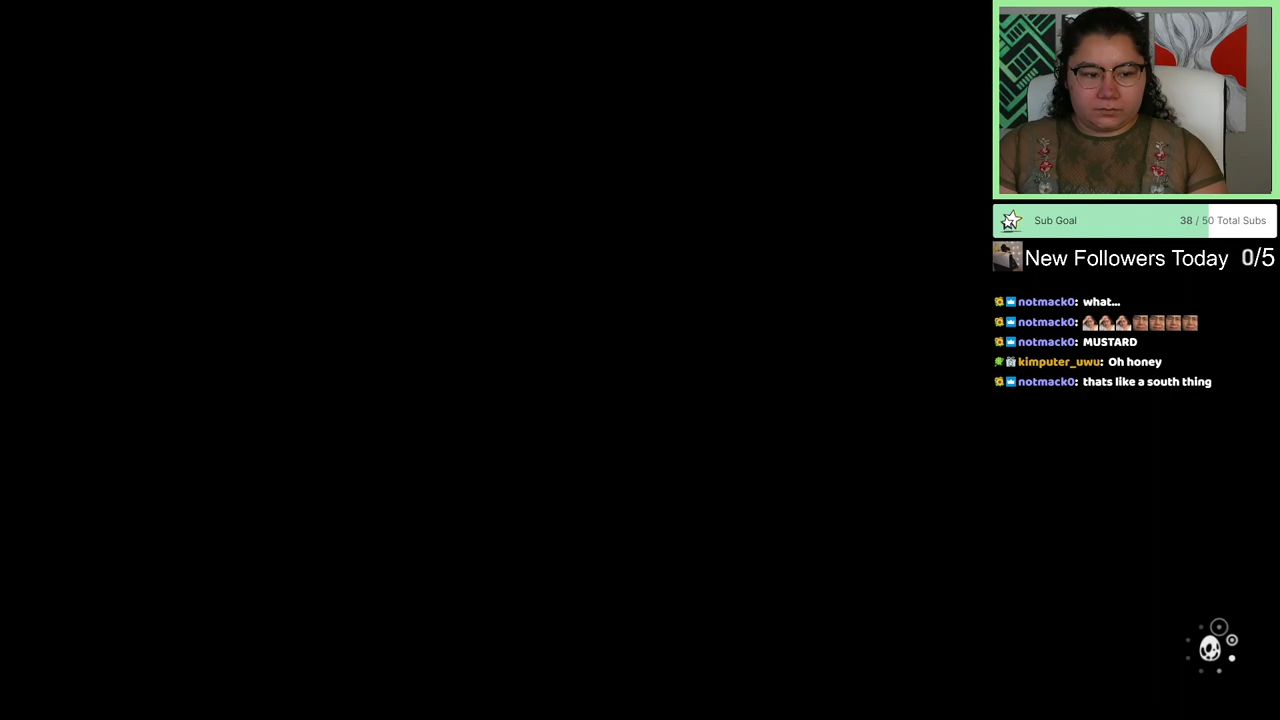 Sub Goal 38 / 50 Total Subs
New Followers Today 0/5
notmack0: what...
notmack0:
notmack0: MUSTARD
kimputer_uwu: Oh honey
notmack0: thats like a south thing